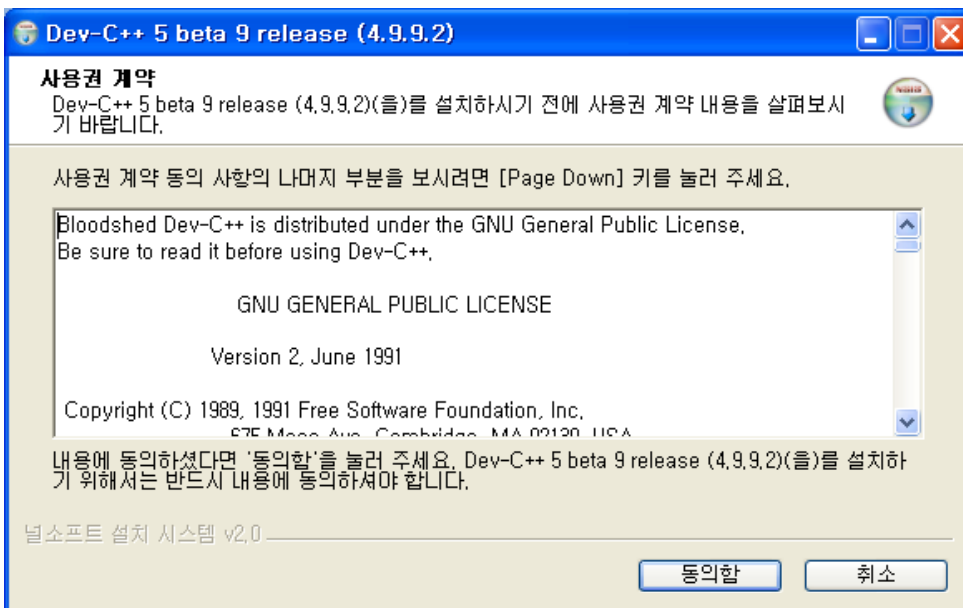 Dev-C++ 5 beta 9 release (4.9.9.2)
사용권 계약
Dev-C++ 5 beta 9 release (4.9.9.2)(을)를 설치하시기 전에 사용권 계약 내용을 살펴보시
기 바랍니다.
사용권 계약 동의 사항의 나머지 부분을 보시려면 [Page Down] 키를 눌러 주세요.
Bloodshed Dev-C++ is distributed under the GNU General Public License.
Be sure to read it before using Dev-C++.
GNU GENERAL PUBLIC LICENSE
Version 2, June 1991
Copyright (C) 1989, 1991 Free Software Foundation, Inc.
675 Mass Ave, Cambridge, MA 02139, USA
내용에 동의하셨다면 '동의함'을 눌러 주세요. Dev-C++ 5 beta 9 release (4.9.9.2)(을)를 설치하
기 위해서는 반드시 내용에 동의하셔야 합니다.
널소프트 설치 시스템 v2.0
동의함
취소